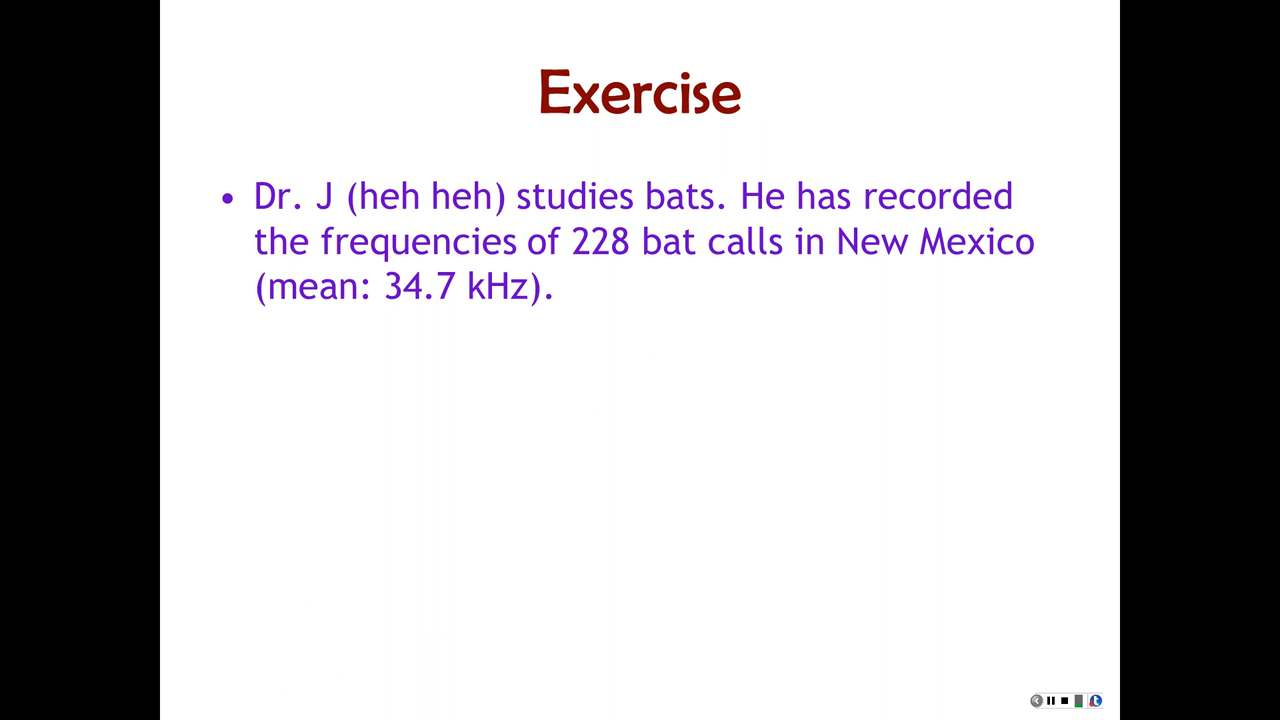 Exercise
• Dr. J (heh heh) studies bats. He has recorded
the frequencies of 228 bat calls in New Mexico
(mean: 34.7 kHz).